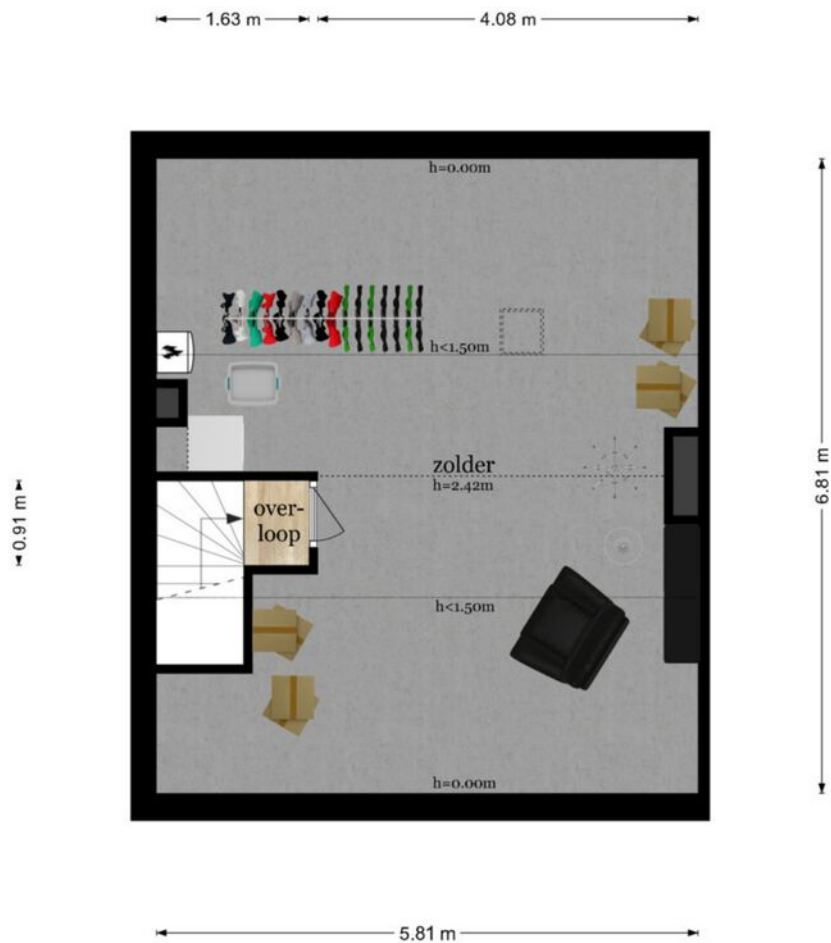 1.63 m
4.08 m
h=0.00m
h<1.50m
zolder
h=2.42m
over-
loop
0.91 m
6.81 m
h<1.50m
h=0.00m
5.81 m